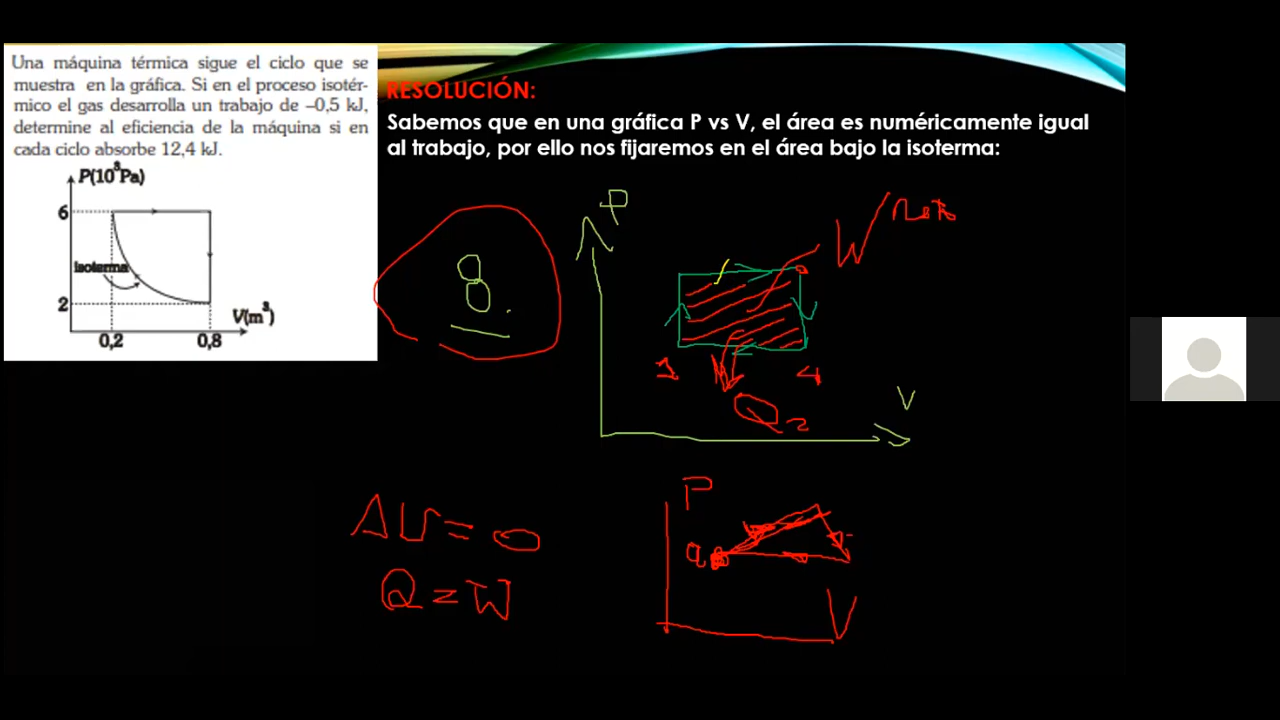 Una máquina térmica sigue el ciclo que se
muestra en la gráfica. Si en el proceso isotér-
mico el gas desarrolla un trabajo de –0,5 kJ,
determine al eficiencia de la máquina si en
cada ciclo absorbe 12,4 kJ.
P(10³Pa)
6
isoterma
2
V(m³)
0,2 0,8
RESOLUCIÓN:
Sabemos que en una gráfica P vs V, el área es numéricamente igual
al trabajo, por ello nos fijaremos en el área bajo la isoterma:
8
P
W neto
4
V
Q2
ΔU = 0
Q = W
P
a
V